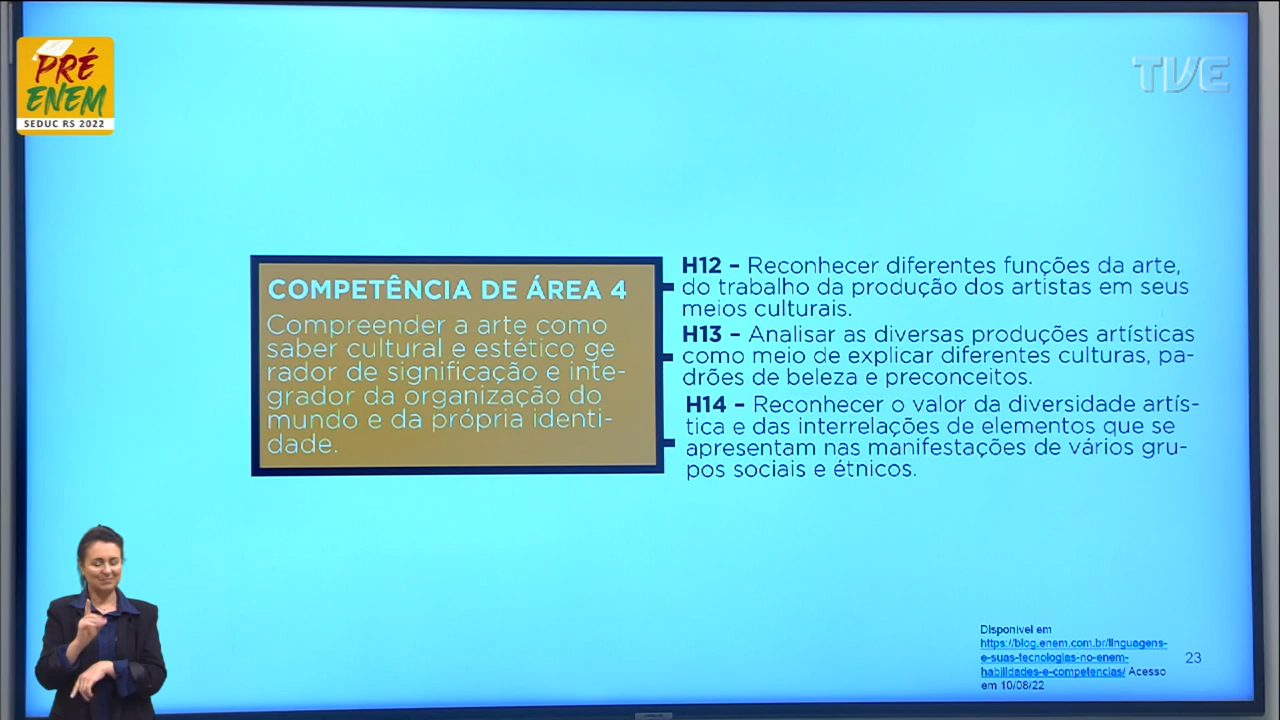 PRÉ
ENEM
SEDUC RS 2022
TVE
COMPETÊNCIA DE ÁREA 4
Compreender a arte como
saber cultural e estético ge
rador de significação e inte-
grador da organização do
mundo e da própria identi-
dade.
H12 – Reconhecer diferentes funções da arte,
do trabalho da produção dos artistas em seus
meios culturais.
H13 – Analisar as diversas produções artísticas
como meio de explicar diferentes culturas, pa-
drões de beleza e preconceitos.
H14 – Reconhecer o valor da diversidade artís-
tica e das interrelações de elementos que se
apresentam nas manifestações de vários gru-
pos sociais e étnicos.
Disponível em
https://blog.enem.com.br/linguagens-
e-suas-tecnologias-no-enem-
habilidades-e-competencias/ Acesso
em 10/08/22
23